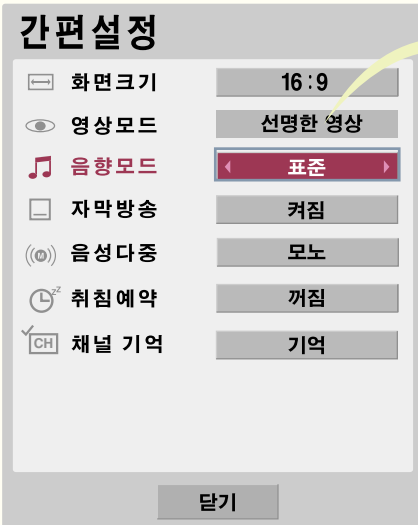 간편설정
화면크기 16:9
영상모드 선명한 영상
음향모드 표준
자막방송 켜짐
((M)) 음성다중 모노
zz 취침예약 꺼짐
CH 채널 기억 기억
닫기